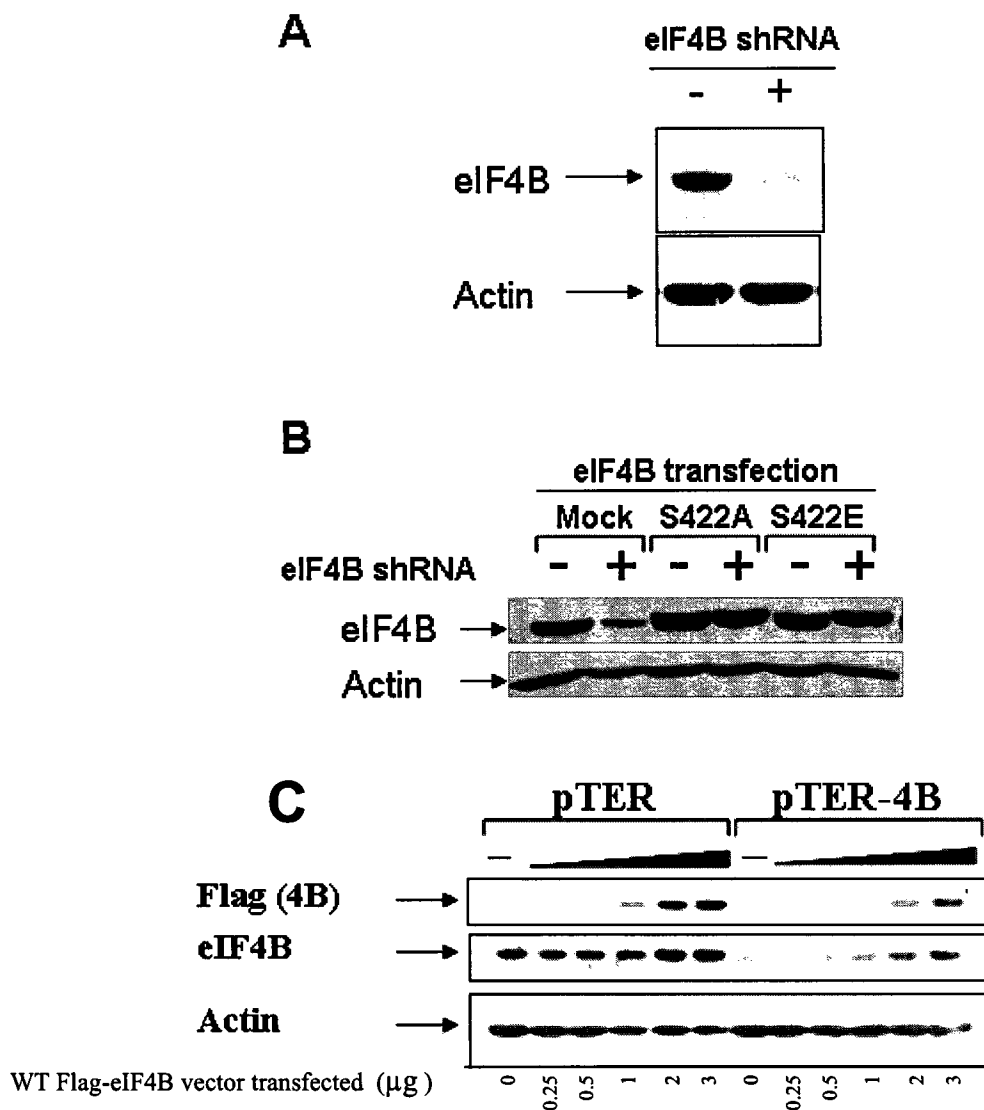 A
eIF4B shRNA
- +
eIF4B
Actin
B
eIF4B transfection
Mock S422A S422E
eIF4B shRNA - + - + - +
eIF4B
Actin
C
pTER pTER-4B
— —
Flag (4B)
eIF4B
Actin
WT Flag-eIF4B vector transfected (μg) 0 0.25 0.5 1 2 3 0 0.25 0.5 1 2 3